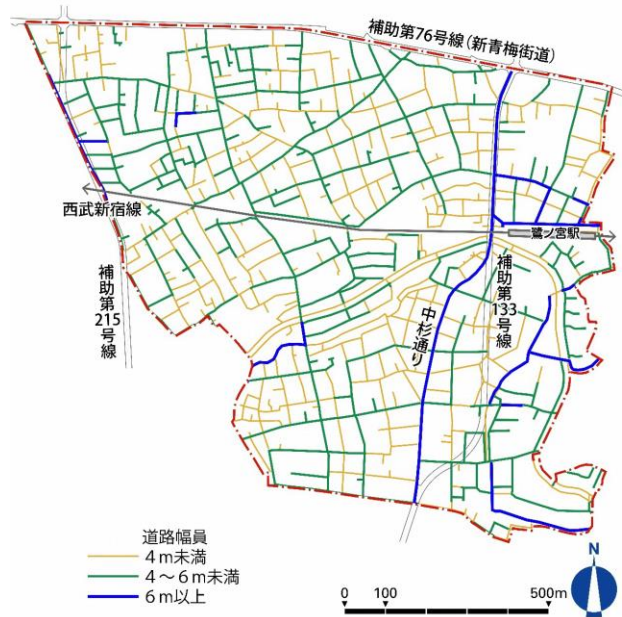 補助第76号線(新青梅街道)
西武新宿線
鷺ノ宮駅
補助第215号線
中杉通り
補助第133号線
道路幅員
4m未満
4~6m未満
6m以上
0 100 500m
N